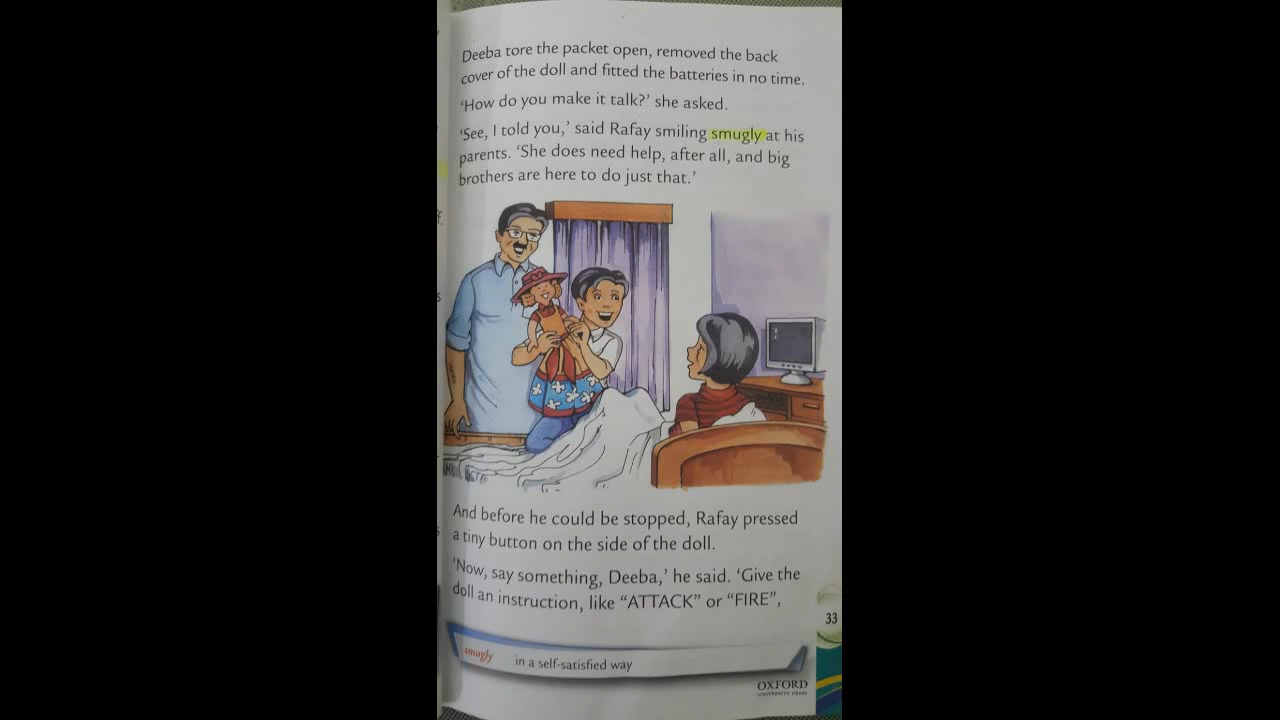 Deeba tore the packet open, removed the back
cover of the doll and fitted the batteries in no time.
'How do you make it talk?' she asked.
'See, I told you,' said Rafay smiling smugly at his
parents. 'She does need help, after all, and big
brothers are here to do just that.'
And before he could be stopped, Rafay pressed
a tiny button on the side of the doll.
'Now, say something, Deeba,' he said. 'Give the
doll an instruction, like "ATTACK" or "FIRE",
33
smugly in a self-satisfied way
OXFORD
UNIVERSITY PRESS